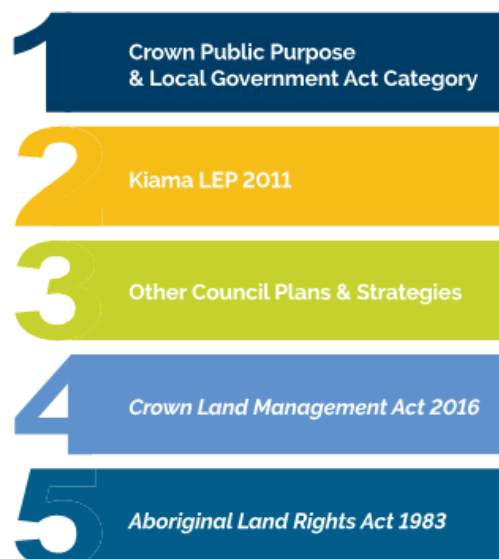 1
Crown Public Purpose
& Local Government Act Category
2
Kiama LEP 2011
3
Other Council Plans & Strategies
4
Crown Land Management Act 2016
5
Aboriginal Land Rights Act 1983